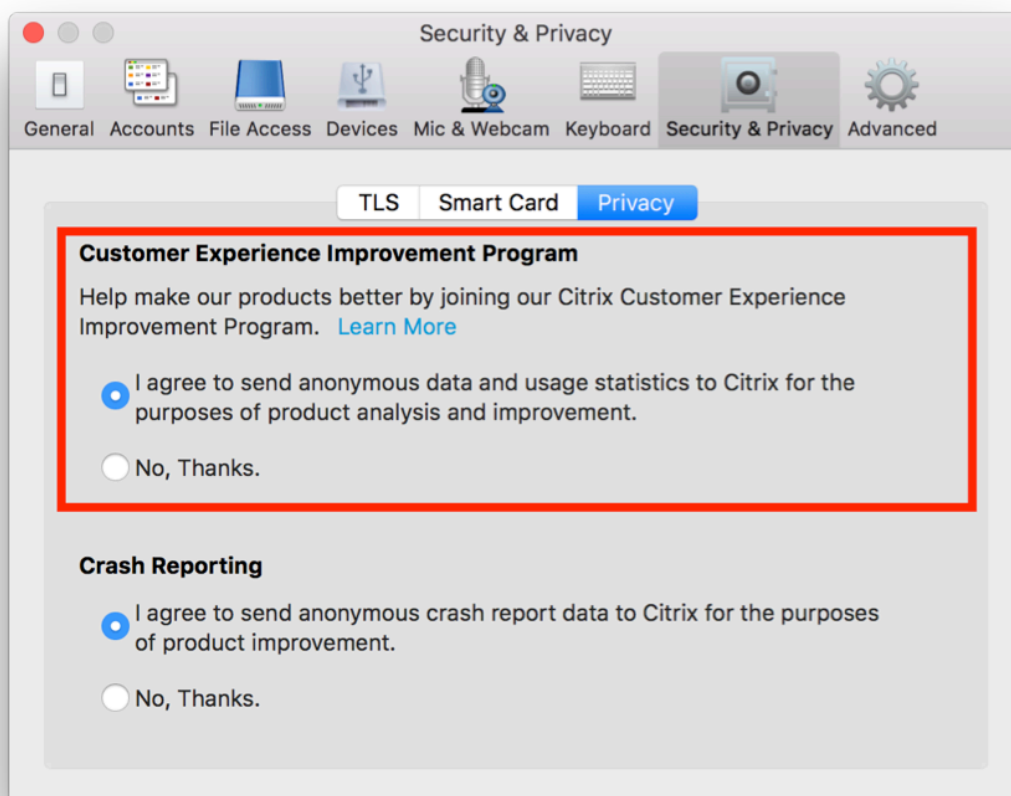 Security & Privacy
General Accounts File Access Devices Mic & Webcam Keyboard Security & Privacy Advanced
TLS Smart Card Privacy
Customer Experience Improvement Program
Help make our products better by joining our Citrix Customer Experience
Improvement Program. Learn More
I agree to send anonymous data and usage statistics to Citrix for the
purposes of product analysis and improvement.
No, Thanks.
Crash Reporting
I agree to send anonymous crash report data to Citrix for the purposes
of product improvement.
No, Thanks.